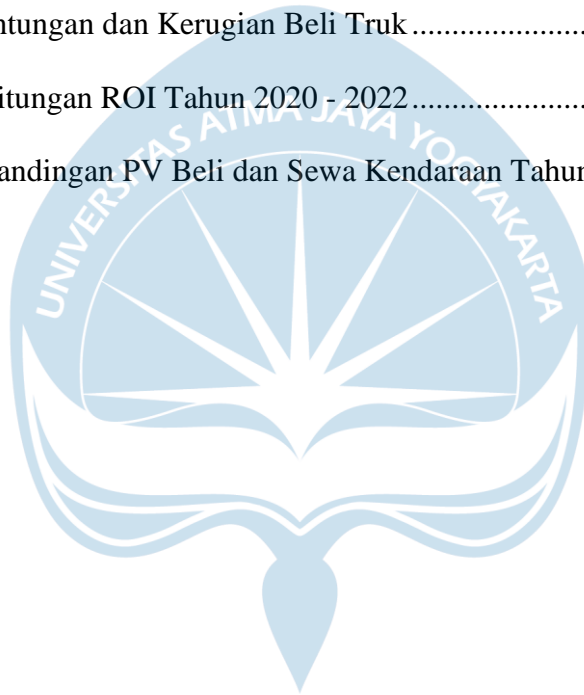 ntungan dan Kerugian Beli Truk .......................
itungan ROI Tahun 2020 - 2022 .......................
andingan PV Beli dan Sewa Kendaraan Tahun
UNIVERSITAS ATMA JAYA YOGYAKARTA